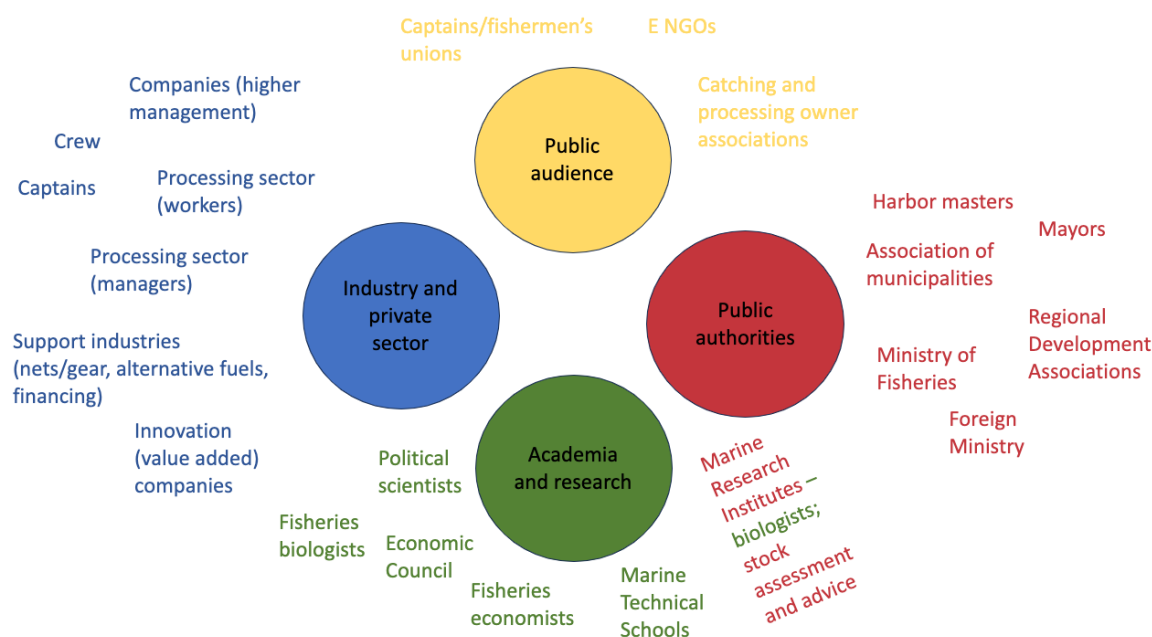 Captains/fishermen's
unions
E NGOs
Companies (higher
management)
Catching and
processing owner
associations
Crew
Public
audience
Captains
Processing sector
(workers)
Harbor masters
Mayors
Processing sector
(managers)
Association of
municipalities
Industry and
private
sector
Public
authorities
Support industries
(nets/gear, alternative fuels,
financing)
Regional
Development
Associations
Ministry of
Fisheries
Foreign
Ministry
Innovation
(value added)
companies
Political
scientists
Academia
and research
Marine
Research
Institutes –
biologists;
stock
assessment
and advice
Fisheries
biologists
Economic
Council
Fisheries
economists
Marine
Technical
Schools